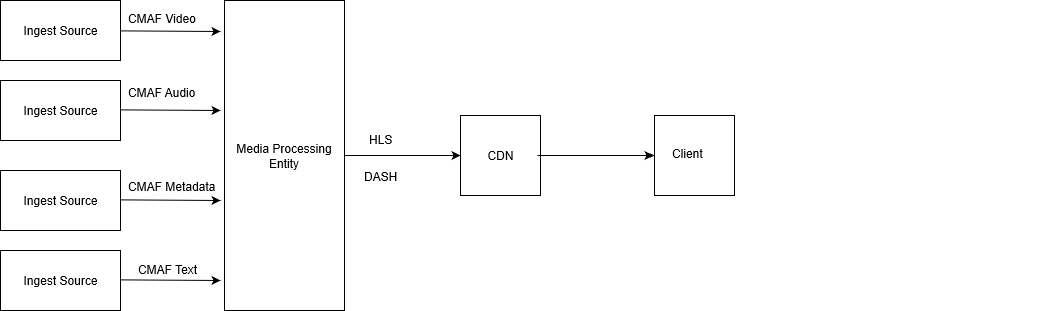 Ingest Source
CMAF Video
Ingest Source
CMAF Audio
Ingest Source
CMAF Metadata
Ingest Source
CMAF Text
Media Processing
Entity
HLS
DASH
CDN
Client